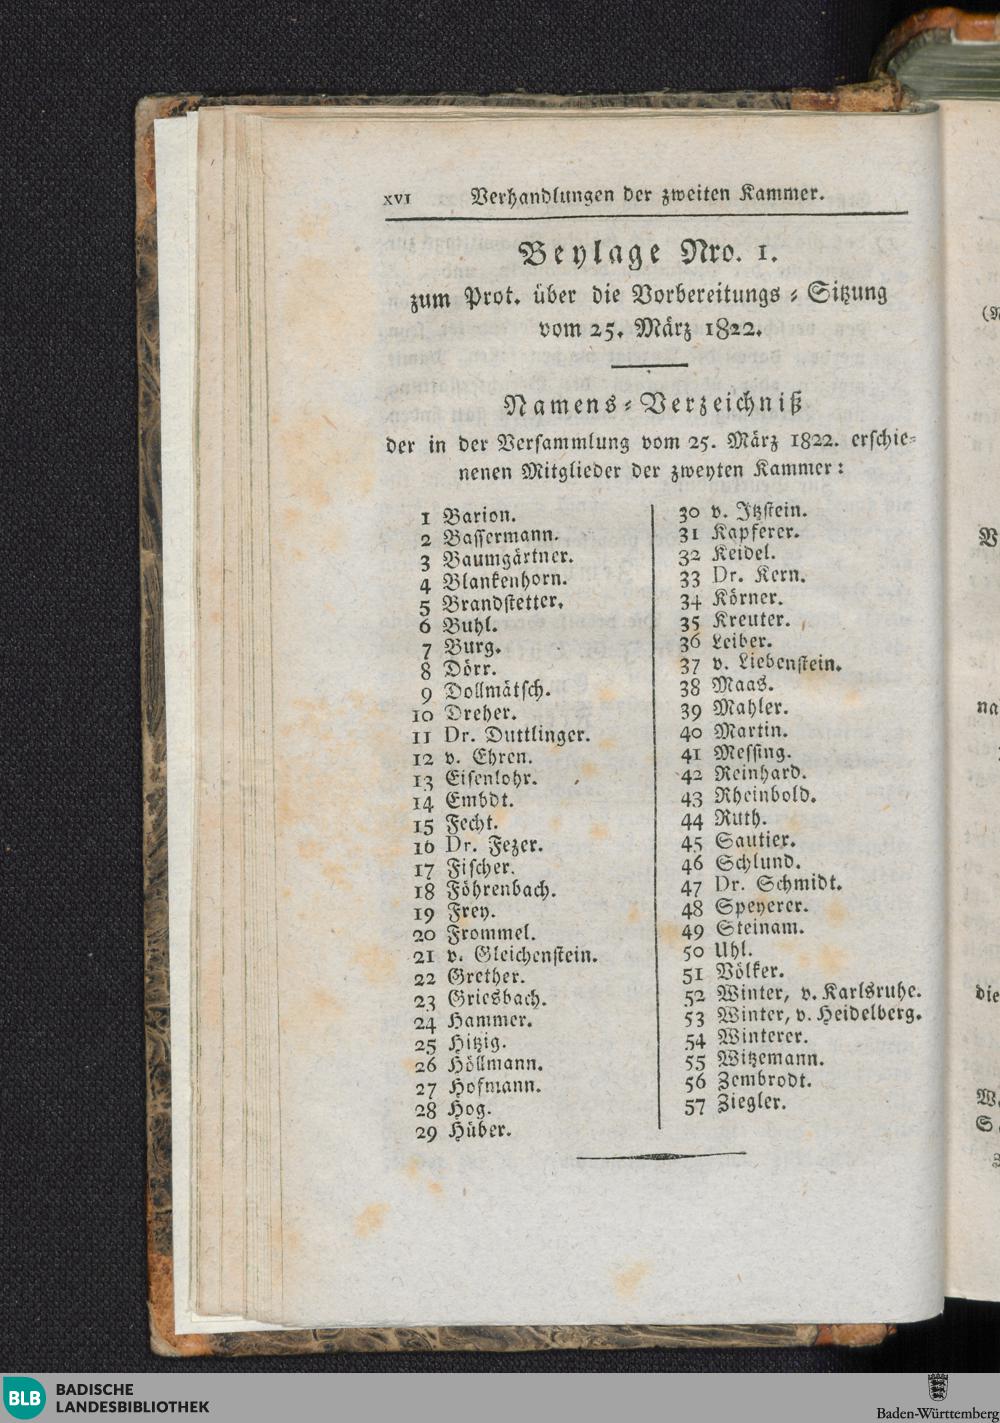 XVI Verhandlungen der zweiten Kammer.
Beylage Nro. 1.
zum Prot. über die Vorbereitungs-Sitzung
vom 25. März 1822.
Namens-Verzeichniß
der in der Versammlung vom 25. März 1822. erschie-
nenen Mitglieder der zweyten Kammer:
1 Barion.
2 Bassermann.
3 Baumgärtner.
4 Blankenhorn.
5 Brandstetter.
6 Buhl.
7 Burg.
8 Dörr.
9 Dollmätsch.
10 Dreher.
11 Dr. Duttlinger.
12 v. Ehren.
13 Eisenlohr.
14 Embdt.
15 Fecht.
16 Dr. Fezer.
17 Fischer.
18 Föhrenbach.
19 Frey.
20 Frommel.
21 v. Gleichenstein.
22 Grether.
23 Griesbach.
24 Hammer.
25 Hitzig.
26 Höllmann.
27 Hofmann.
28 Hog.
29 Hüber.
30 v. Itzstein.
31 Kapferer.
32 Keidel.
33 Dr. Kern.
34 Körner.
35 Kreuter.
36 Leiber.
37 v. Liebenstein.
38 Maas.
39 Mahler.
40 Martin.
41 Messing.
42 Reinhard.
43 Rheinbold.
44 Ruth.
45 Sautier.
46 Schlund.
47 Dr. Schmidt.
48 Speyerer.
49 Steinam.
50 Uhl.
51 Völker.
52 Winter, v. Karlsruhe.
53 Winter, v. Heidelberg.
54 Winterer.
55 Witzemann.
56 Zembrodt.
57 Ziegler.
die
BLB BADISCHE
LANDESBIBLIOTHEK
Baden-Württemberg